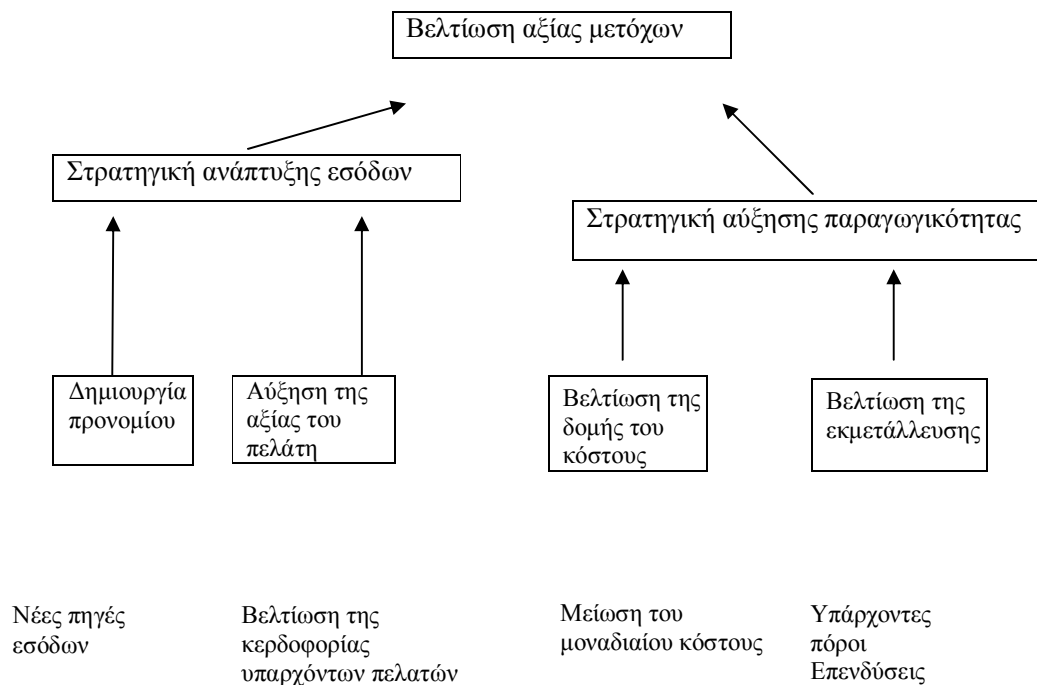 Βελτίωση αξίας μετόχων
Στρατηγική ανάπτυξης εσόδων
Στρατηγική αύξησης παραγωγικότητας
Δημιουργία
προνομίου
Αύξηση της
αξίας του
πελάτη
Βελτίωση της
δομής του
κόστους
Βελτίωση της
εκμετάλλευσης
Νέες πηγές
εσόδων
Βελτίωση της
κερδοφορίας
υπαρχόντων πελατών
Μείωση του
μοναδιαίου κόστους
Υπάρχοντες
πόροι
Επενδύσεις